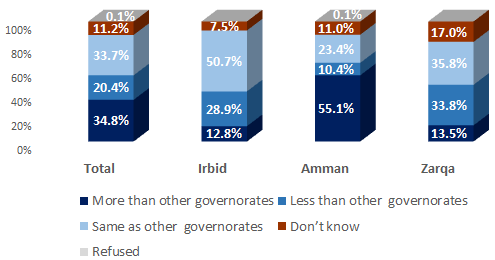 0.1%
0.1%
100%
11.2%
7.5%
11.0%
17.0%
80%
33.7%
50.7%
23.4%
35.8%
60%
10.4%
40%
20.4%
28.9%
55.1%
33.8%
20%
34.8%
12.8%
13.5%
0%
Total
Irbid
Amman
Zarqa
More than other governorates
Less than other governorates
Same as other governorates
Don't know
Refused